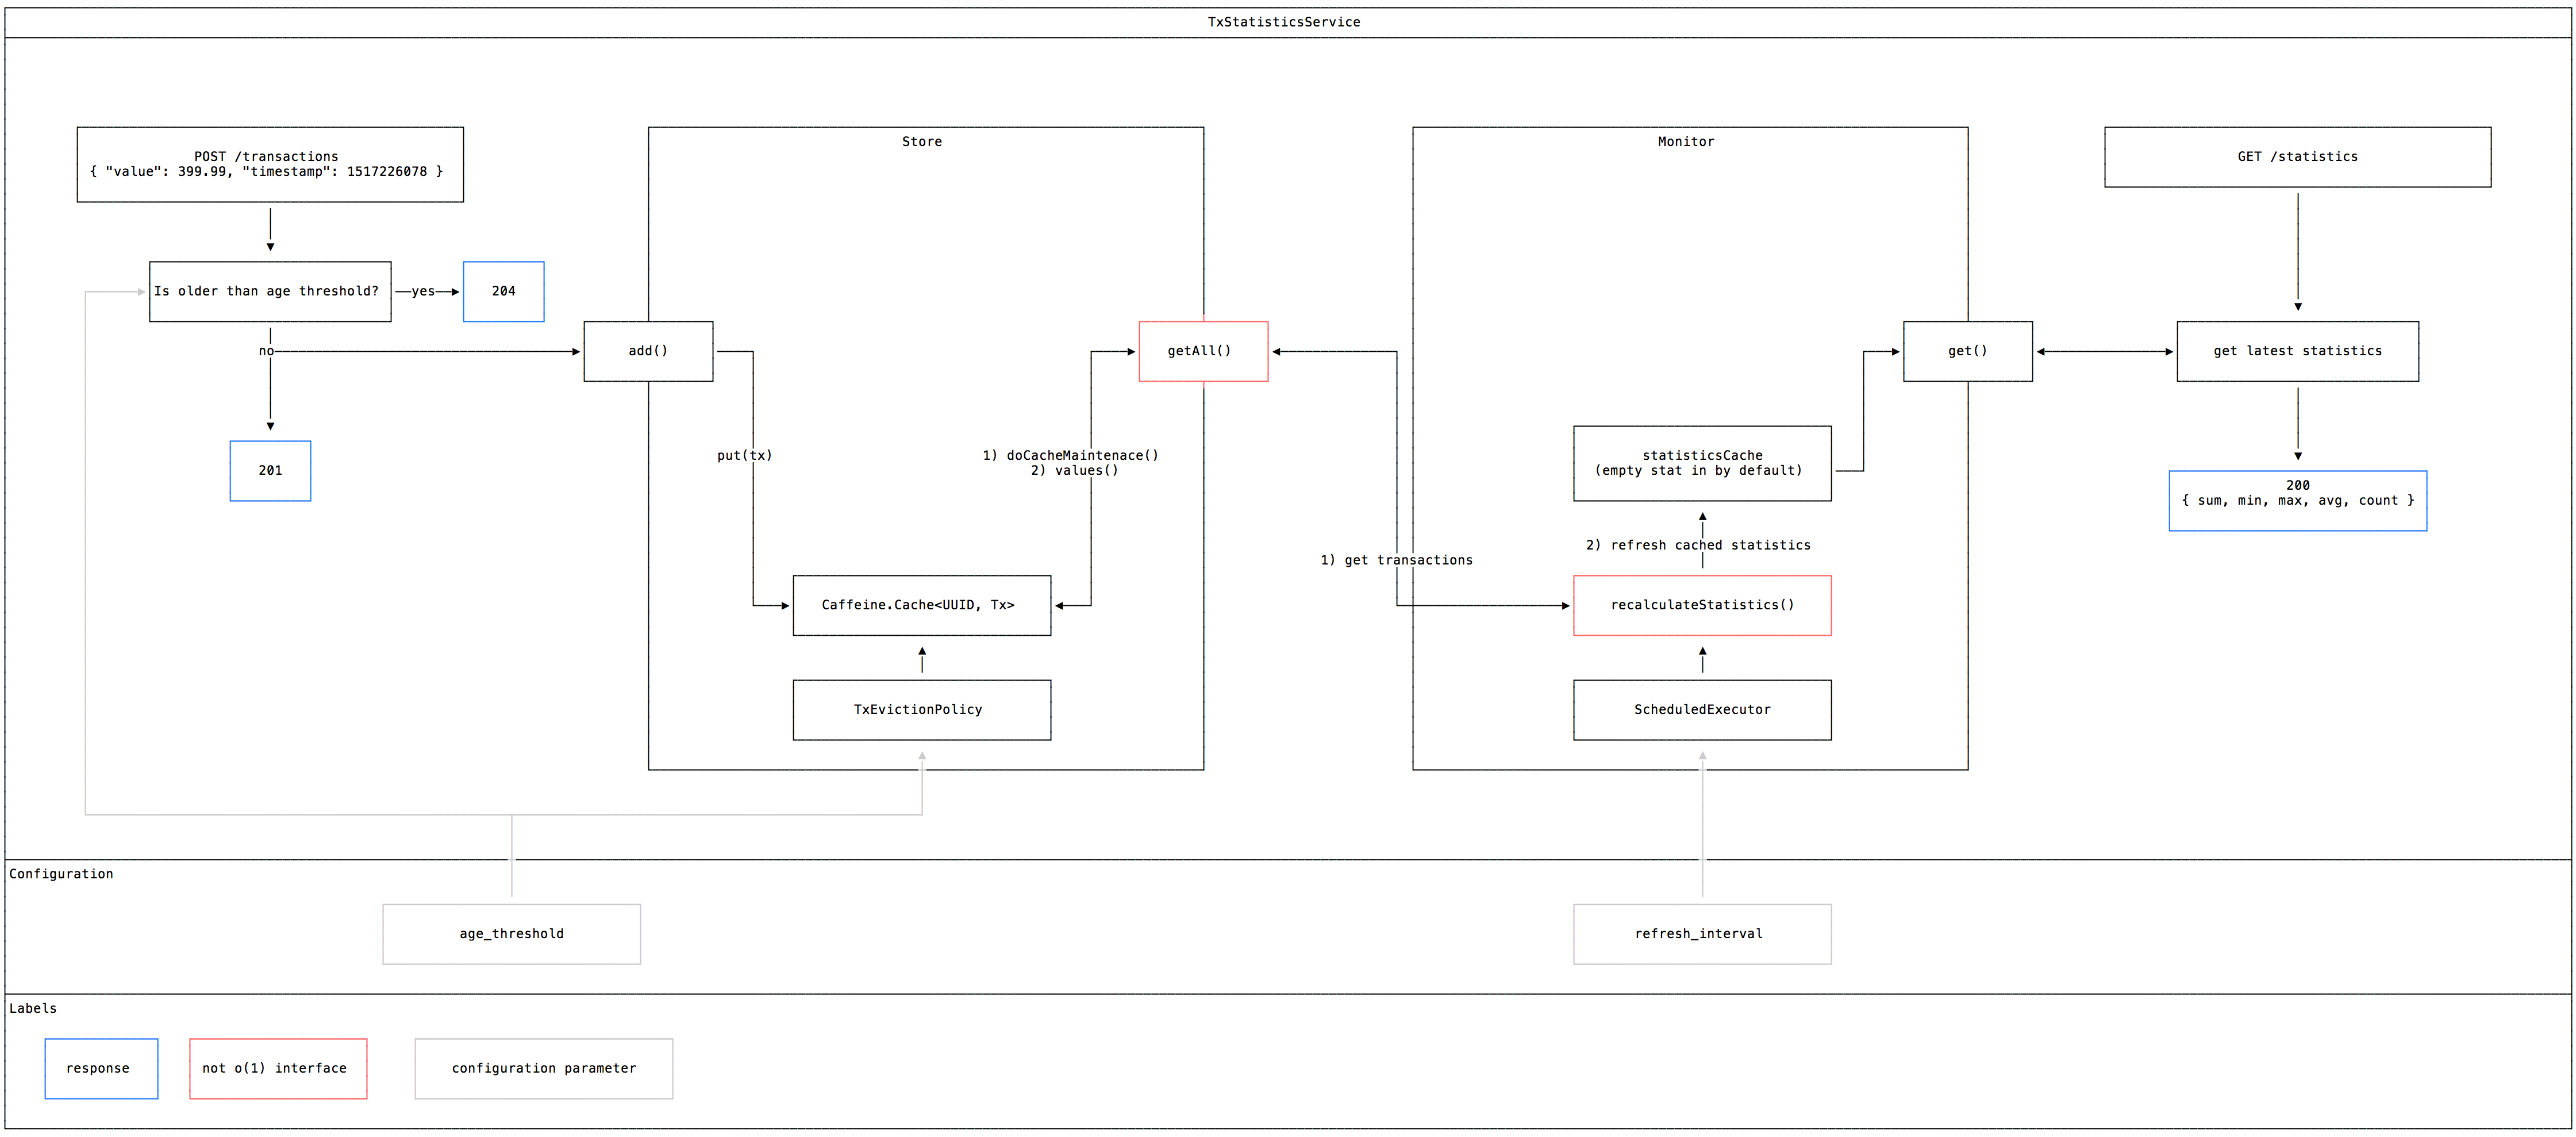 TxStatisticsService
POST /transactions
{ "value": 399.99, "timestamp": 1517226078 }
Is older than age threshold?
yes
204
no
201
Store
add()
put(tx)
getAll()
1) doCacheMaintenace()
2) values()
Caffeine.Cache<UUID, Tx>
TxEvictionPolicy
1) get transactions
Monitor
get()
statisticsCache
(empty stat in by default)
2) refresh cached statistics
recalculateStatistics()
ScheduledExecutor
GET /statistics
get latest statistics
200
{ sum, min, max, avg, count }
Configuration
age_threshold
refresh_interval
Labels
response
not o(1) interface
configuration parameter